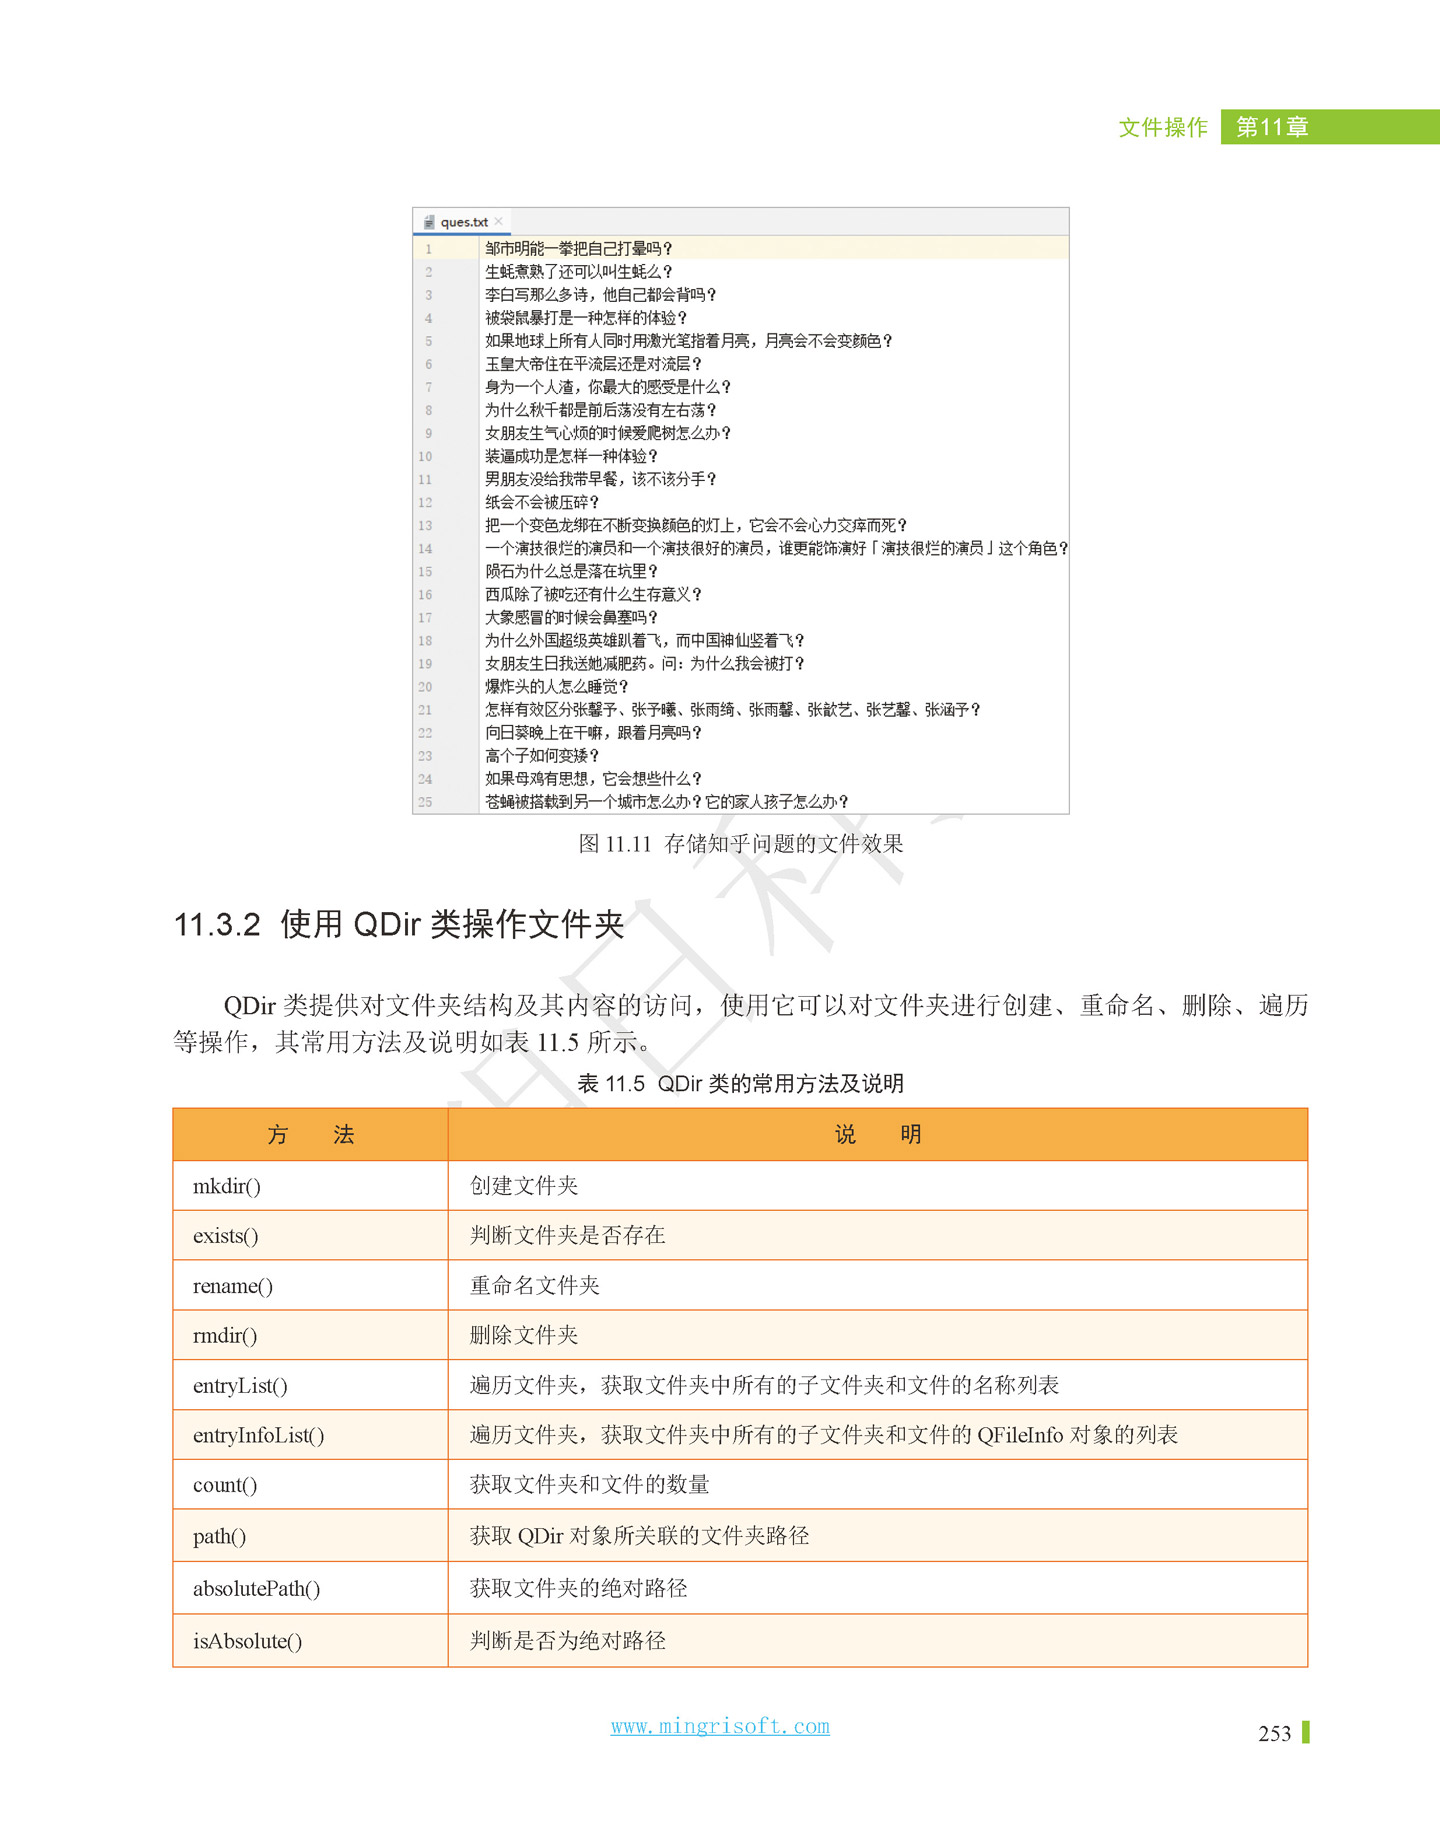 文件操作 第11章
ques.txt
1 邹市明能一拳把自己打晕吗？
2 生蚝煮熟了还可以叫生蚝么？
3 李白写那么多诗，他自己都会背吗？
4 被袋鼠暴打是一种怎样的体验？
5 如果地球上所有人同时用激光笔指着月亮，月亮会不会变颜色？
6 玉皇大帝住在平流层还是对流层？
7 身为一个人渣，你最大的感受是什么？
8 为什么秋千都是前后荡没有左右荡？
9 女朋友生气心烦的时候爱爬树怎么办？
10 装逼成功是怎样一种体验？
11 男朋友没给我带早餐，该不该分手？
12 纸会不会被压碎？
13 把一个变色龙绑在不断变换颜色的灯上，它会不会心力交瘁而死？
14 一个演技很烂的演员和一个演技很好的演员，谁更能饰演好「演技很烂的演员」这个角色？
15 陨石为什么总是落在坑里？
16 西瓜除了被吃还有什么生存意义？
17 大象感冒的时候会鼻塞吗？
18 为什么外国超级英雄趴着飞，而中国神仙竖着飞？
19 女朋友生日我送她减肥药。问：为什么我会被打？
20 爆炸头的人怎么睡觉？
21 怎样有效区分张馨予、张予曦、张雨绮、张雨馨、张歆艺、张艺馨、张涵予？
22 向日葵晚上在干嘛，跟着月亮吗？
23 高个子如何变矮？
24 如果母鸡有思想，它会想些什么？
25 苍蝇被搭载到另一个城市怎么办？它的家人孩子怎么办？
图 11.11 存储知乎问题的文件效果
11.3.2 使用 QDir 类操作文件夹
QDir 类提供对文件夹结构及其内容的访问，使用它可以对文件夹进行创建、重命名、删除、遍历
等操作，其常用方法及说明如表 11.5 所示。
表 11.5 QDir 类的常用方法及说明
方 法 说 明
mkdir() 创建文件夹
exists() 判断文件夹是否存在
rename() 重命名文件夹
rmdir() 删除文件夹
entryList() 遍历文件夹，获取文件夹中所有的子文件夹和文件的名称列表
entryInfoList() 遍历文件夹，获取文件夹中所有的子文件夹和文件的 QFileInfo 对象的列表
count() 获取文件夹和文件的数量
path() 获取 QDir 对象所关联的文件夹路径
absolutePath() 获取文件夹的绝对路径
isAbsolute() 判断是否为绝对路径
www.mingrisoft.com
253